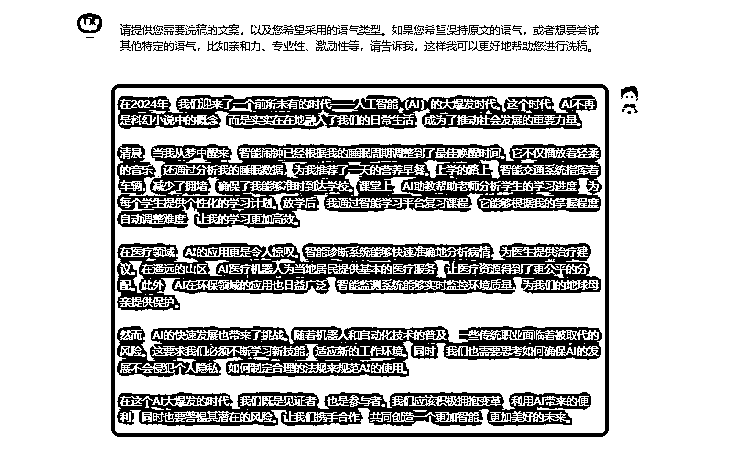 请提供您需要洗稿的文案，以及您希望采用的语气类型。如果您希望保持原文的语气，或者想要尝试
其他特定的语气，比如亲和力、专业性、激励性等，请告诉我，这样我可以更好地帮助您进行洗稿。
在2024年，我们迎来了一个前所未有的时代——人工智能（AI）的大爆发时代。这个时代，AI不再
是科幻小说中的概念，而是实实在在地融入了我们的日常生活，成为了推动社会发展的重要力量。
清晨，当我从梦中醒来，智能闹钟已经根据我的睡眠周期调整到了最佳唤醒时间。它不仅播放着轻柔
的音乐，还通过分析我的睡眠数据，为我推荐了一天的营养早餐。上学的路上，智能交通系统指挥着
车辆，减少了拥堵，确保了我能够准时到达学校。课堂上，AI助教帮助老师分析学生的学习进度，为
每个学生提供个性化的学习计划。放学后，我通过智能学习平台复习课程，它能够根据我的掌握程度
自动调整难度，让我的学习更加高效。
在医疗领域，AI的应用更是令人惊叹。智能诊断系统能够快速准确地分析病情，为医生提供治疗建
议。在遥远的山区，AI医疗机器人为当地居民提供基本的医疗服务，让医疗资源得到了更公平的分
配。此外，AI在环保领域的应用也日益广泛，智能监测系统能够实时监控环境质量，为我们的地球母
亲提供保护。
然而，AI的快速发展也带来了挑战。随着机器人和自动化技术的普及，一些传统职业面临着被取代的
风险。这要求我们必须不断学习新技能，适应新的工作环境。同时，我们也需要思考如何确保AI的发
展不会侵犯个人隐私，如何制定合理的法规来规范AI的使用。
在这个AI大爆发的时代，我们既是见证者，也是参与者。我们应该积极拥抱变革，利用AI带来的便
利，同时也要警惕其潜在的风险。让我们携手合作，共同创造一个更加智能、更加美好的未来。